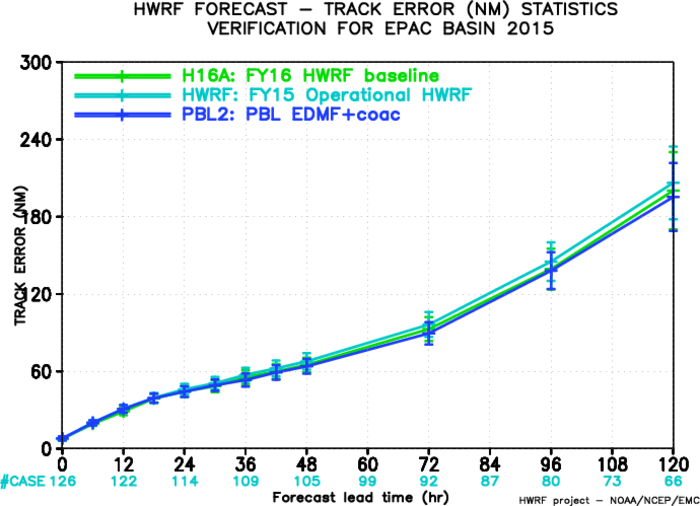 HWRF FORECAST – TRACK ERROR (NM) STATISTICS
VERIFICATION FOR EPAC BASIN 2015
H16A: FY16 HWRF baseline
HWRF: FY15 Operational HWRF
PBL2: PBL EDMF+coac
TRACK ERROR (NM)
300
240
180
120
60
0
0 12 24 36 48 60 72 84 96 108 120
#CASE 126 122 114 109 105 99 92 87 80 73 66
Forecast lead time (hr)
HWRF project – NOAA/NCEP/EMC